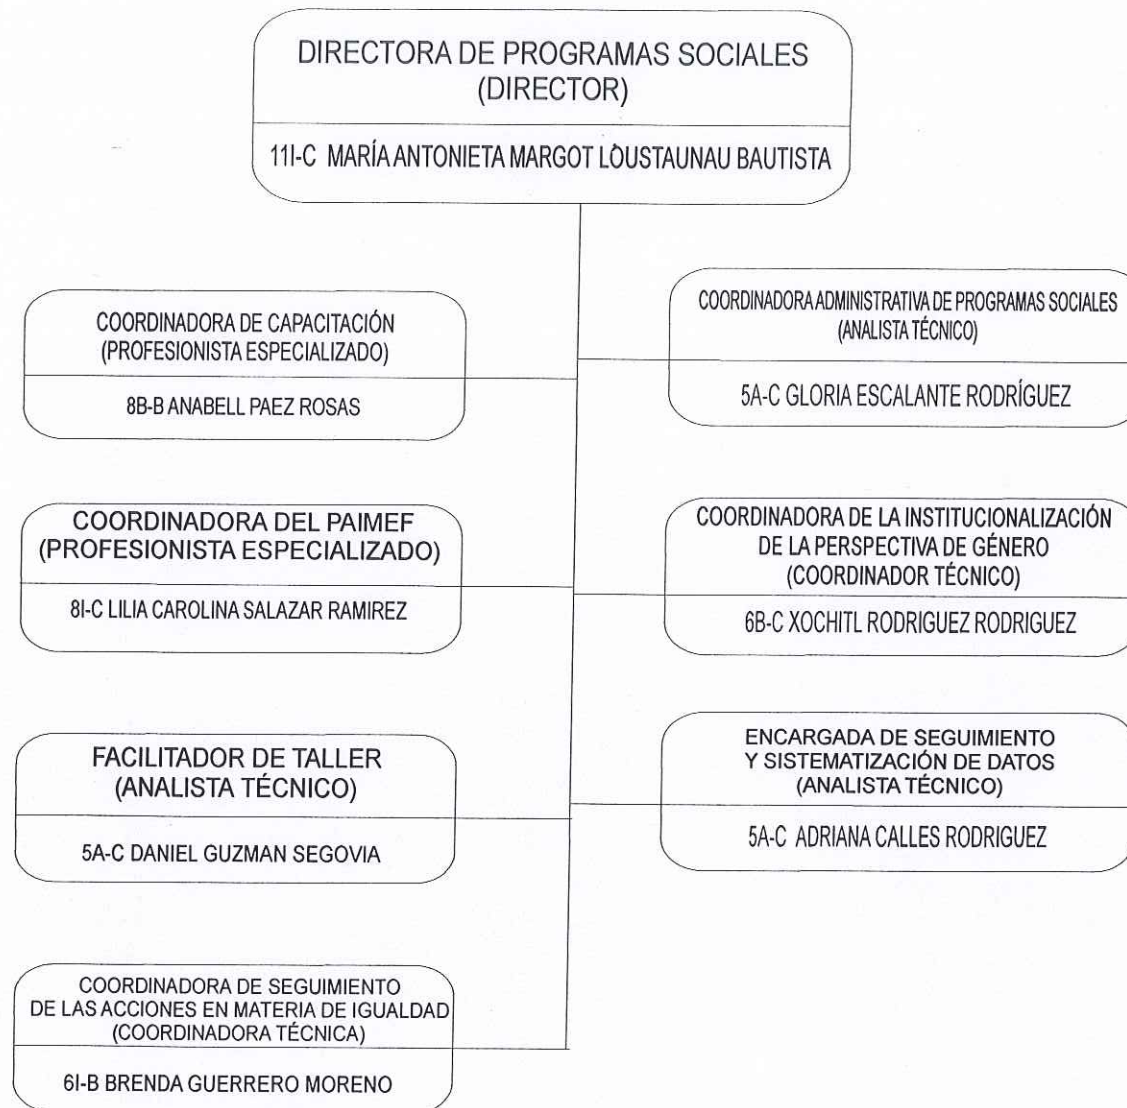 DIRECTORA DE PROGRAMAS SOCIALES
(DIRECTOR)
11I-C MARÍA ANTONIETA MARGOT LOUSTAUNAU BAUTISTA
COORDINADORA DE CAPACITACIÓN
(PROFESIONISTA ESPECIALIZADO)
8B-B ANABELL PAEZ ROSAS
COORDINADORA ADMINISTRATIVA DE PROGRAMAS SOCIALES
(ANALISTA TÉCNICO)
5A-C GLORIA ESCALANTE RODRÍGUEZ
COORDINADORA DEL PAIMEF
(PROFESIONISTA ESPECIALIZADO)
8I-C LILIA CAROLINA SALAZAR RAMIREZ
COORDINADORA DE LA INSTITUCIONALIZACIÓN
DE LA PERSPECTIVA DE GÉNERO
(COORDINADOR TÉCNICO)
6B-C XOCHITL RODRIGUEZ RODRIGUEZ
FACILITADOR DE TALLER
(ANALISTA TÉCNICO)
5A-C DANIEL GUZMAN SEGOVIA
ENCARGADA DE SEGUIMIENTO
Y SISTEMATIZACIÓN DE DATOS
(ANALISTA TÉCNICO)
5A-C ADRIANA CALLES RODRIGUEZ
COORDINADORA DE SEGUIMIENTO
DE LAS ACCIONES EN MATERIA DE IGUALDAD
(COORDINADORA TÉCNICA)
6I-B BRENDA GUERRERO MORENO